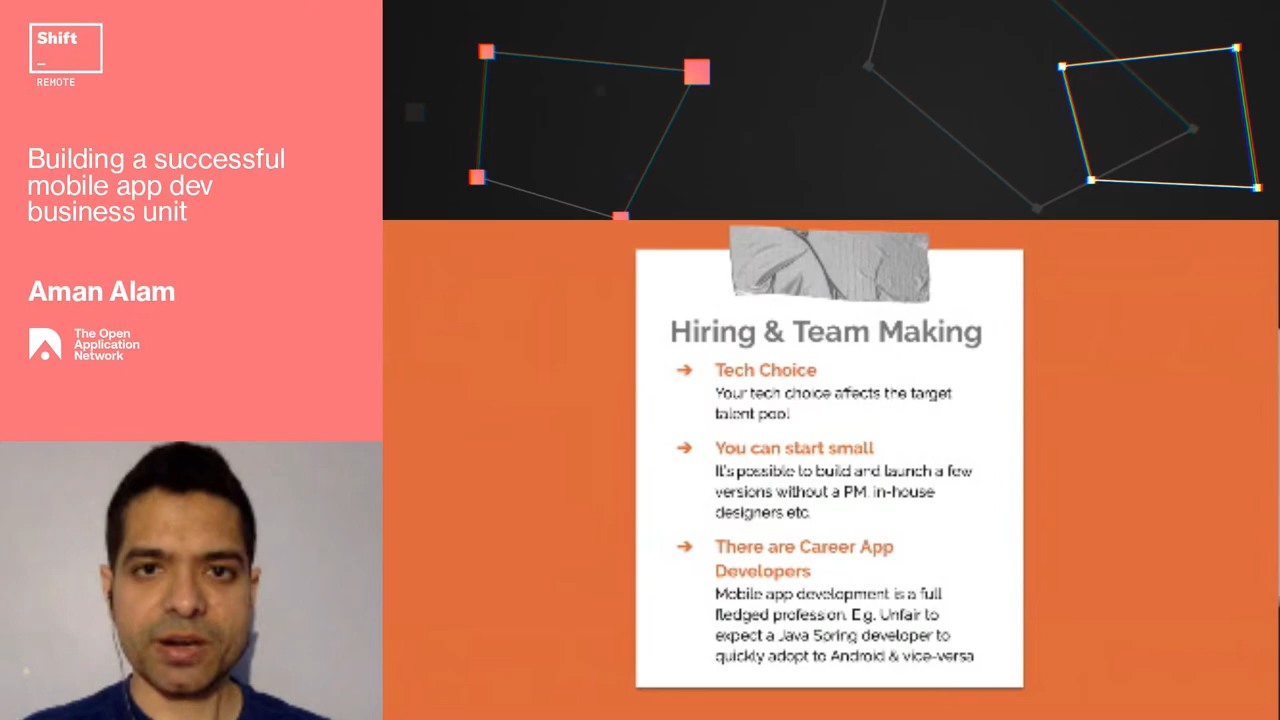 Shift
_
REMOTE
Building a successful
mobile app dev
business unit
Aman Alam
The Open
Application
Network
Hiring & Team Making
➔ Tech Choice
Your tech choice affects the target
talent pool
➔ You can start small
It's possible to build and launch a few
versions without a PM, in-house
designers etc.
➔ There are Career App
Developers
Mobile app development is a full
fledged profession. E.g. Unfair to
expect a Java Spring developer to
quickly adopt to Android & vice-versa